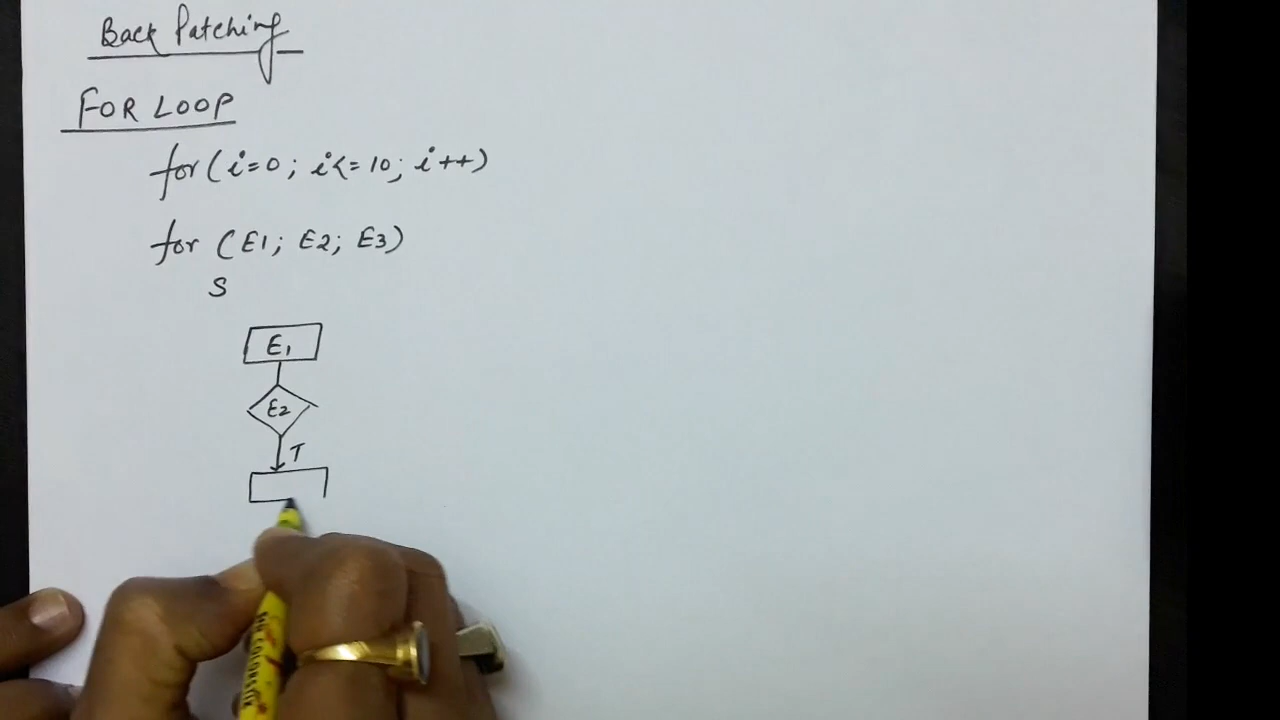 Back Patching
FOR LOOP
for(i=0; i<=10; i++)
for (E1; E2; E3)
S
E1
E2
T